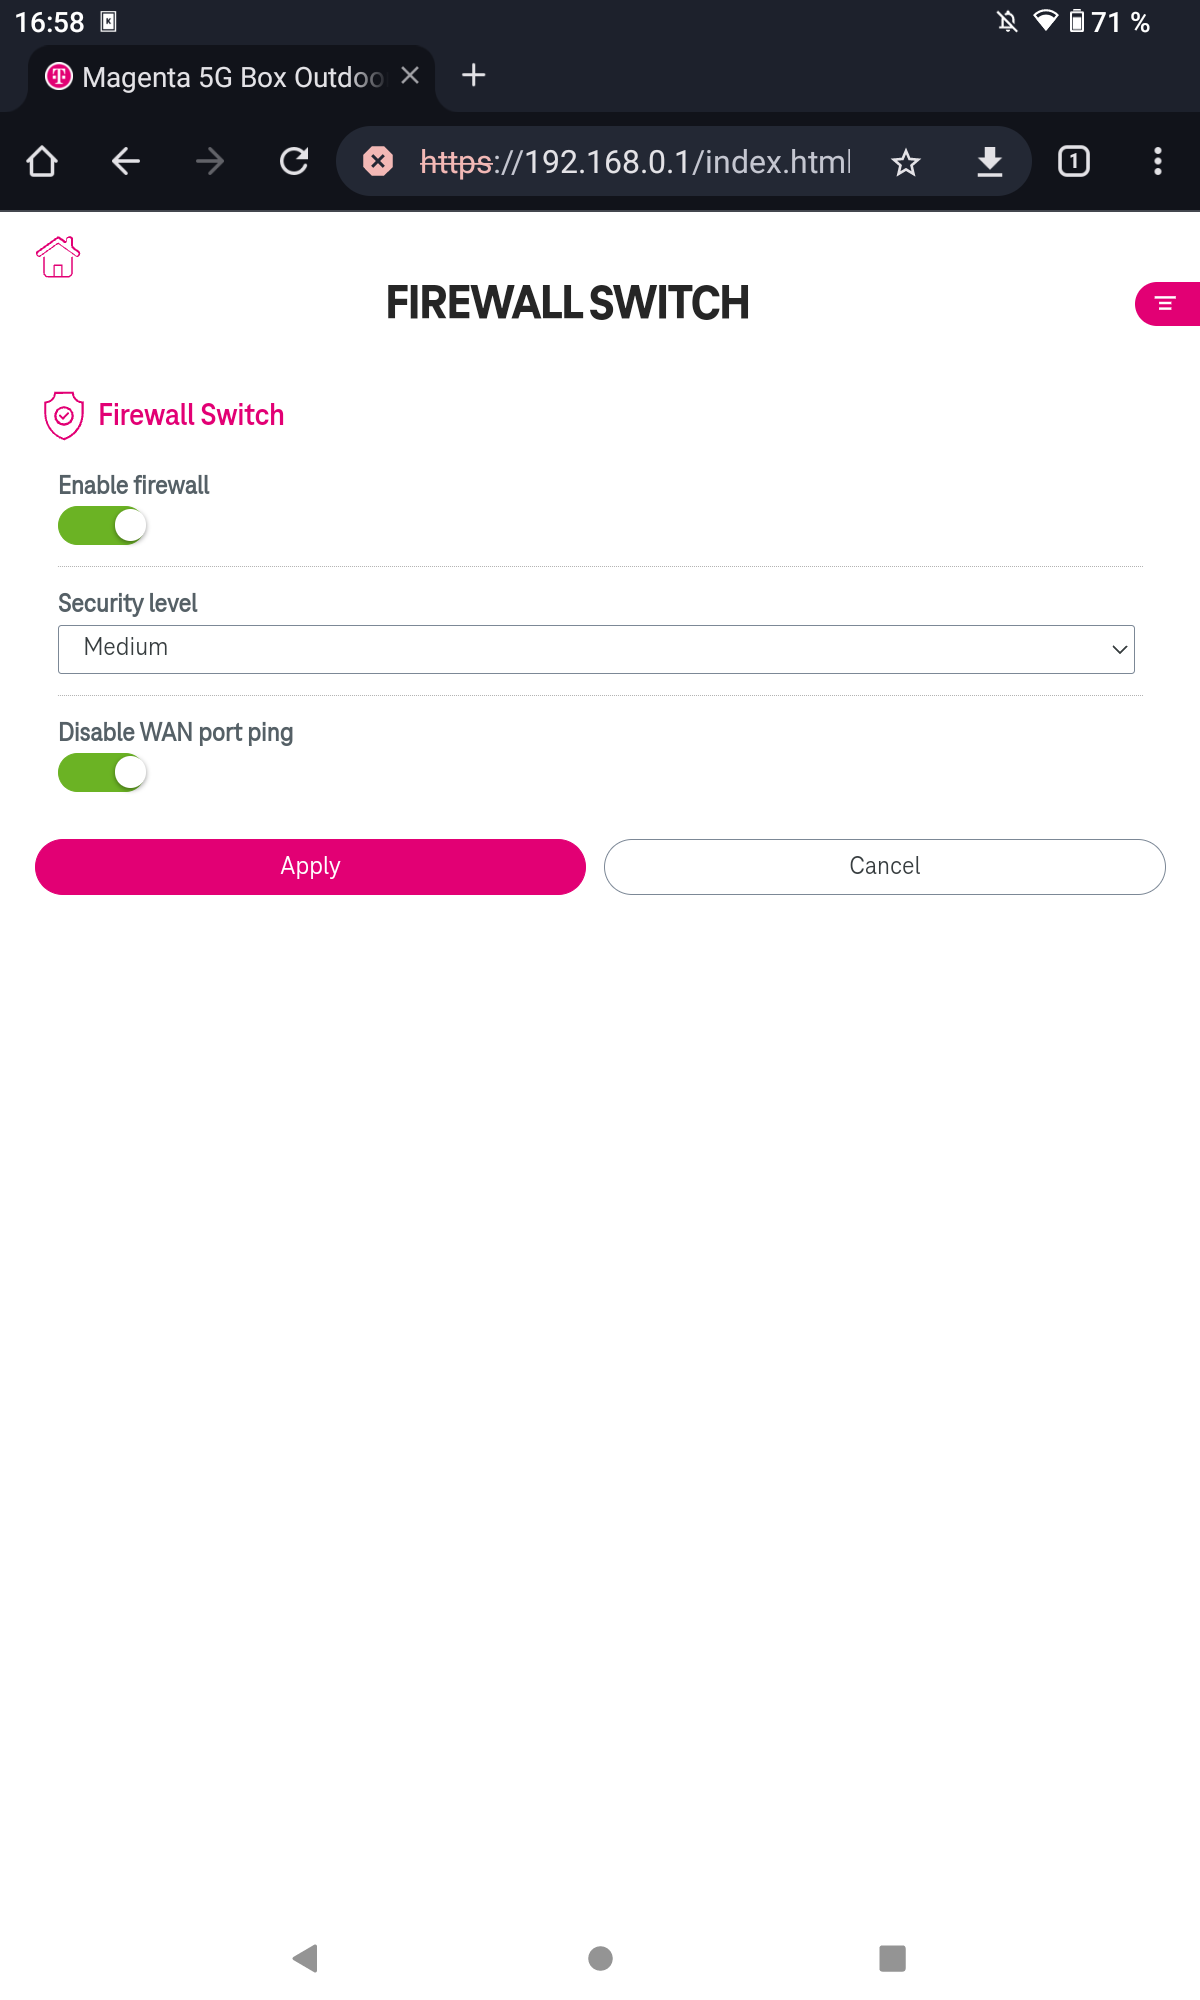 16:58 71 %
Magenta 5G Box Outdoo
https://192.168.0.1/index.html 1
FIREWALL SWITCH
Firewall Switch
Enable firewall
Security level
Medium
Disable WAN port ping
Apply Cancel